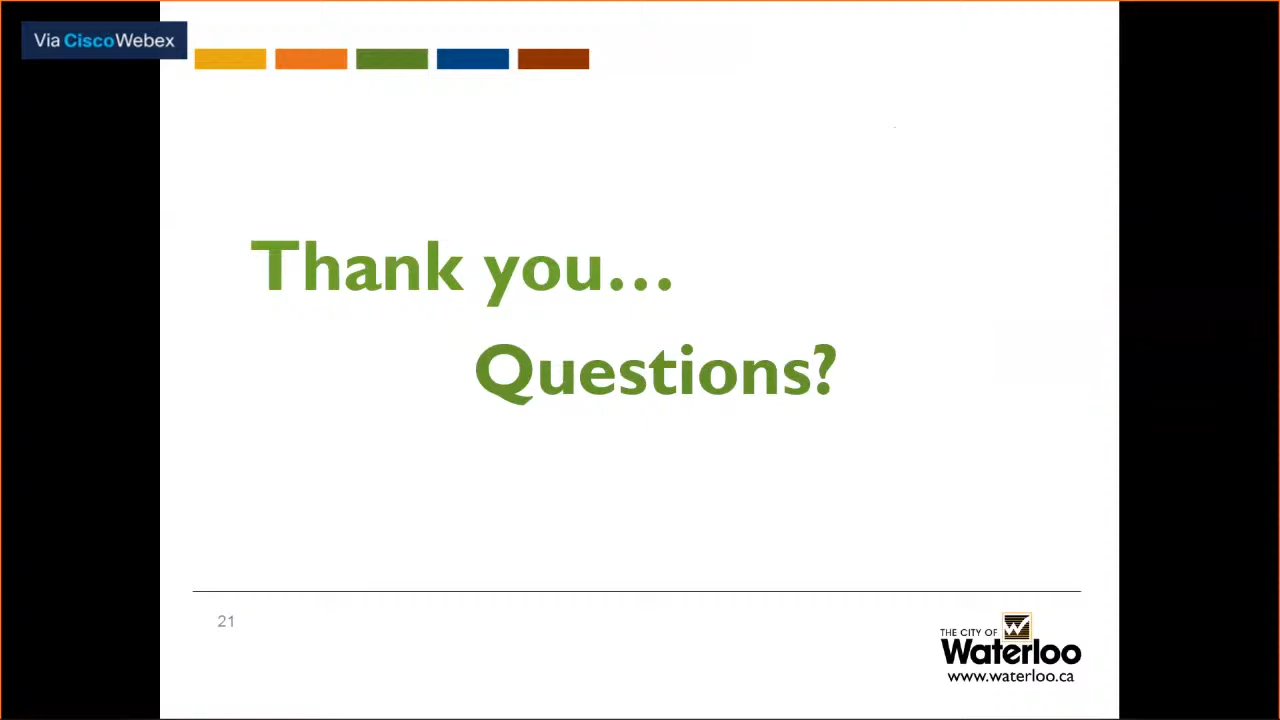 Via CiscoWebex
Thank you...
Questions?
21
THE CITY OF
Waterloo
www.waterloo.ca